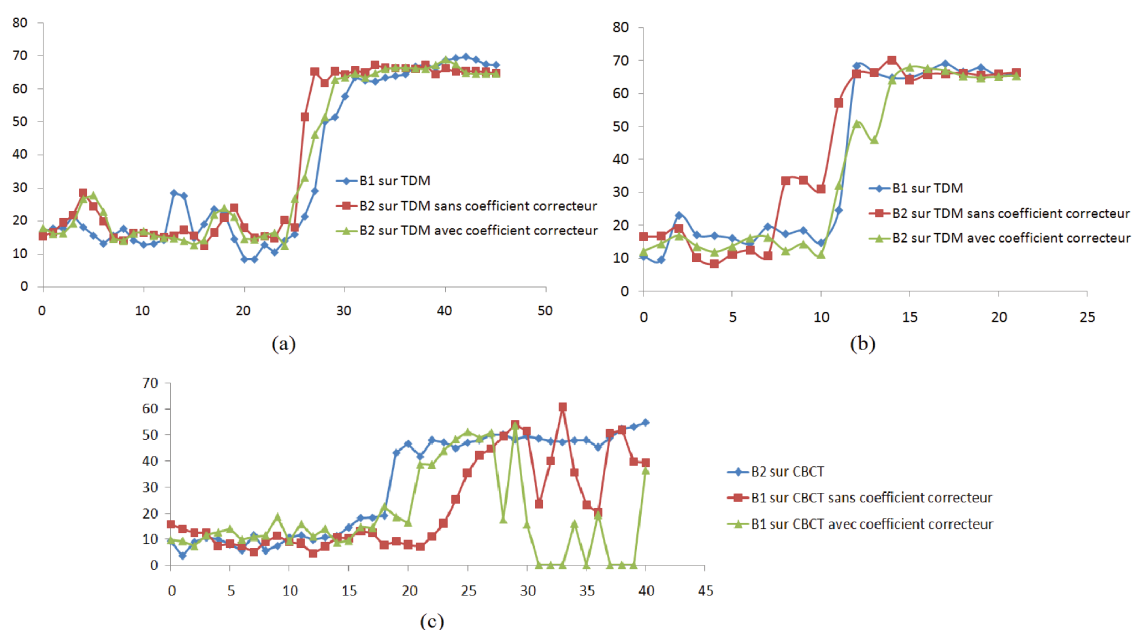 80
70
60
50
40
30
20
10
0
0 10 20 30 40 50
B1 sur TDM
B2 sur TDM sans coefficient correcteur
B2 sur TDM avec coefficient correcteur
(a)
80
70
60
50
40
30
20
10
0
0 5 10 15 20 25
B1 sur TDM
B2 sur TDM sans coefficient correcteur
B2 sur TDM avec coefficient correcteur
(b)
70
60
50
40
30
20
10
0
0 5 10 15 20 25 30 35 40 45
B2 sur CBCT
B1 sur CBCT sans coefficient correcteur
B1 sur CBCT avec coefficient correcteur
(c)